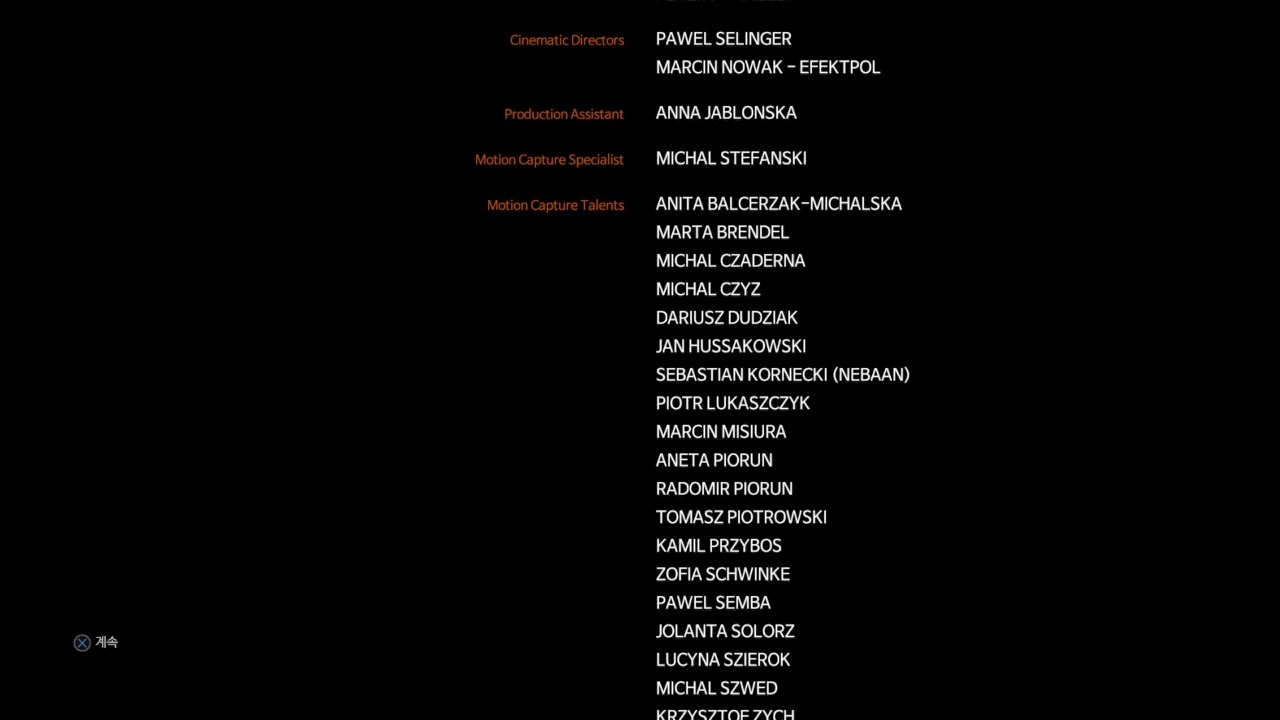 Cinematic Directors PAWEL SELINGER
MARCIN NOWAK - EFEKTPOL
Production Assistant ANNA JABLONSKA
Motion Capture Specialist MICHAL STEFANSKI
Motion Capture Talents ANITA BALCERZAK-MICHALSKA
MARTA BRENDEL
MICHAL CZADERNA
MICHAL CZYZ
DARIUSZ DUDZIAK
JAN HUSSAKOWSKI
SEBASTIAN KORNECKI (NEBAAN)
PIOTR LUKASZCZYK
MARCIN MISIURA
ANETA PIORUN
RADOMIR PIORUN
TOMASZ PIOTROWSKI
KAMIL PRZYBOS
ZOFIA SCHWINKE
PAWEL SEMBA
JOLANTA SOLORZ
계속
LUCYNA SZIEROK
MICHAL SZWED
KRZYSZTOF ZYCH